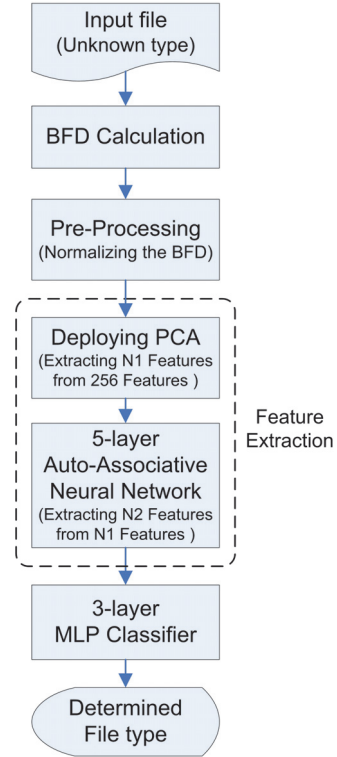 Input file
(Unknown type)
BFD Calculation
Pre-Processing
(Normalizing the BFD)
Deploying PCA
(Extracting N1 Features
from 256 Features )
5-layer
Auto-Associative
Neural Network
(Extracting N2 Features
from N1 Features )
Feature
Extraction
3-layer
MLP Classifier
Determined
File type